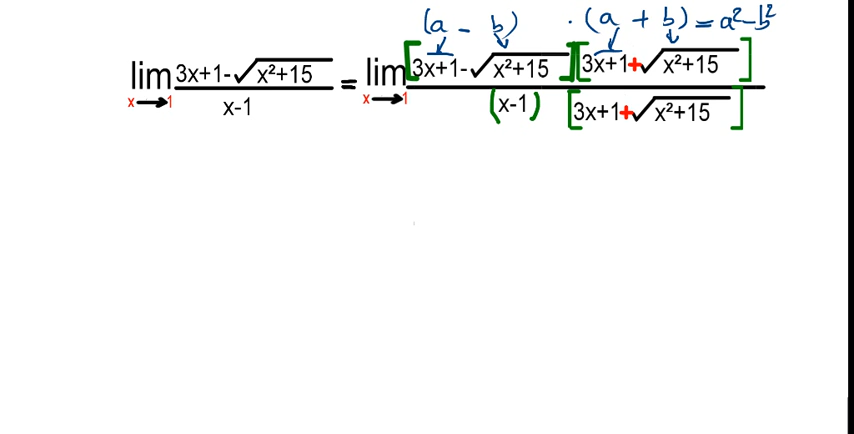 (a - b) . (a + b) = a² - b²
lim 3x+1-√x²+15 = lim [3x+1-√x²+15][3x+1+√x²+15]
x→1 x-1 x→1 (x-1) [3x+1+√x²+15]